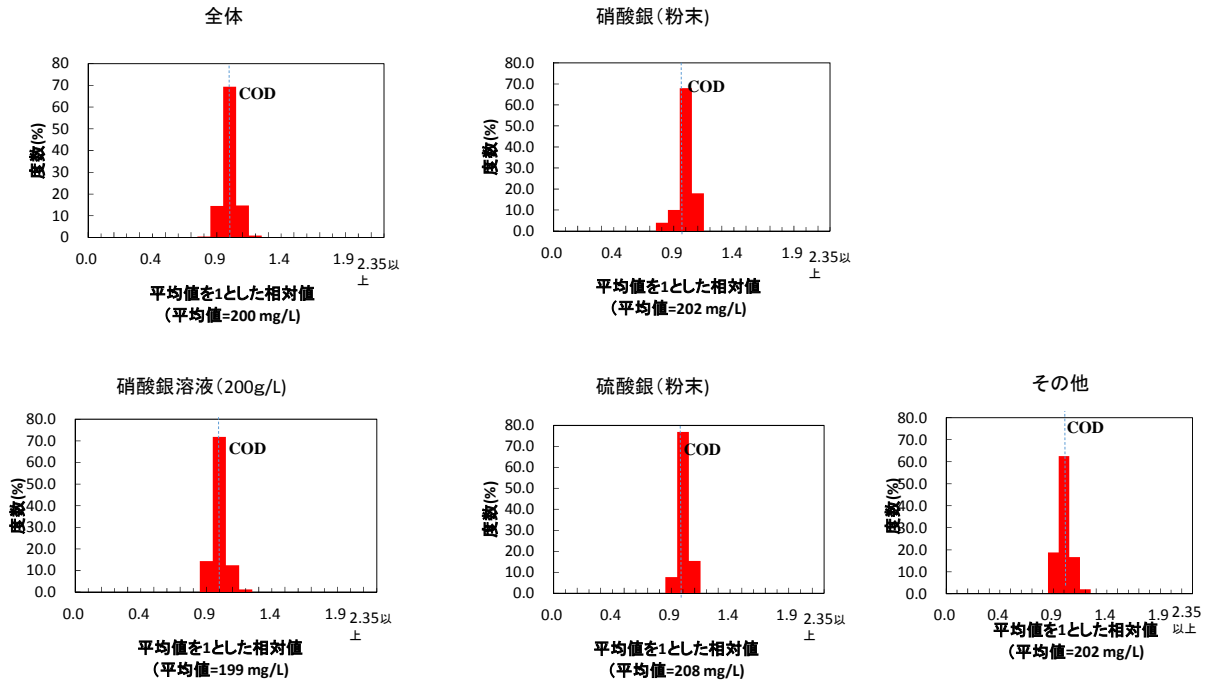 全体
80
70
60
50
40
30
20
10
0
度数(%)
COD
0.0 0.4 0.9 1.4 1.9 2.35以
上
平均値を1とした相対値
（平均値=200 mg/L)
硝酸銀（粉末)
80.0
70.0
60.0
50.0
40.0
30.0
20.0
10.0
0.0
度数(%)
COD
0.0 0.4 0.9 1.4 1.9 2.35以
上
平均値を1とした相対値
（平均値=202 mg/L)
硝酸銀溶液（200g/L)
80.0
70.0
60.0
50.0
40.0
30.0
20.0
10.0
0.0
度数(%)
COD
0.0 0.4 0.9 1.4 1.9 2.35以
上
平均値を1とした相対値
(平均値=199 mg/L)
硫酸銀（粉末)
80.0
70.0
60.0
50.0
40.0
30.0
20.0
10.0
0.0
度数(%)
COD
0.0 0.4 0.9 1.4 1.9 2.35以
上
平均値を1とした相対値
（平均値=208 mg/L)
その他
80.0
70.0
60.0
50.0
40.0
30.0
20.0
10.0
0.0
度数(%)
COD
0.0 0.4 0.9 1.4 1.9 2.35
以上
平均値を1とした相対値
（平均値=202 mg/L)